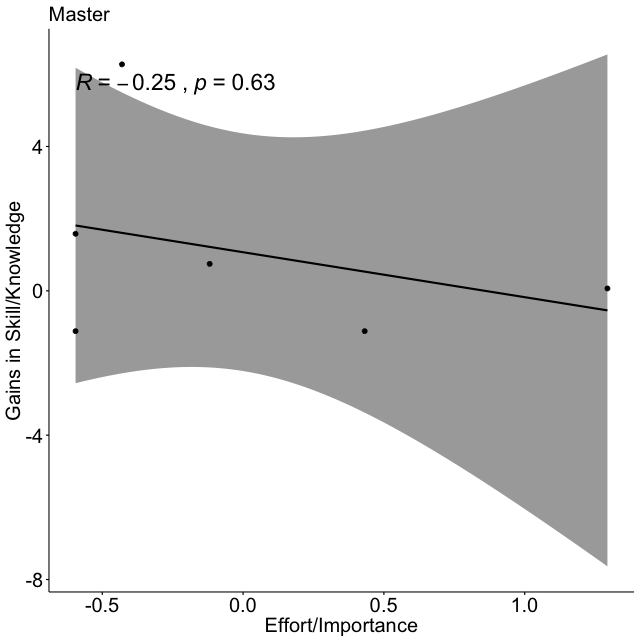 Master
R = −0.25 , p = 0.63
Gains in Skill/Knowledge
4
0
-4
-8
-0.5 0.0 0.5 1.0
Effort/Importance